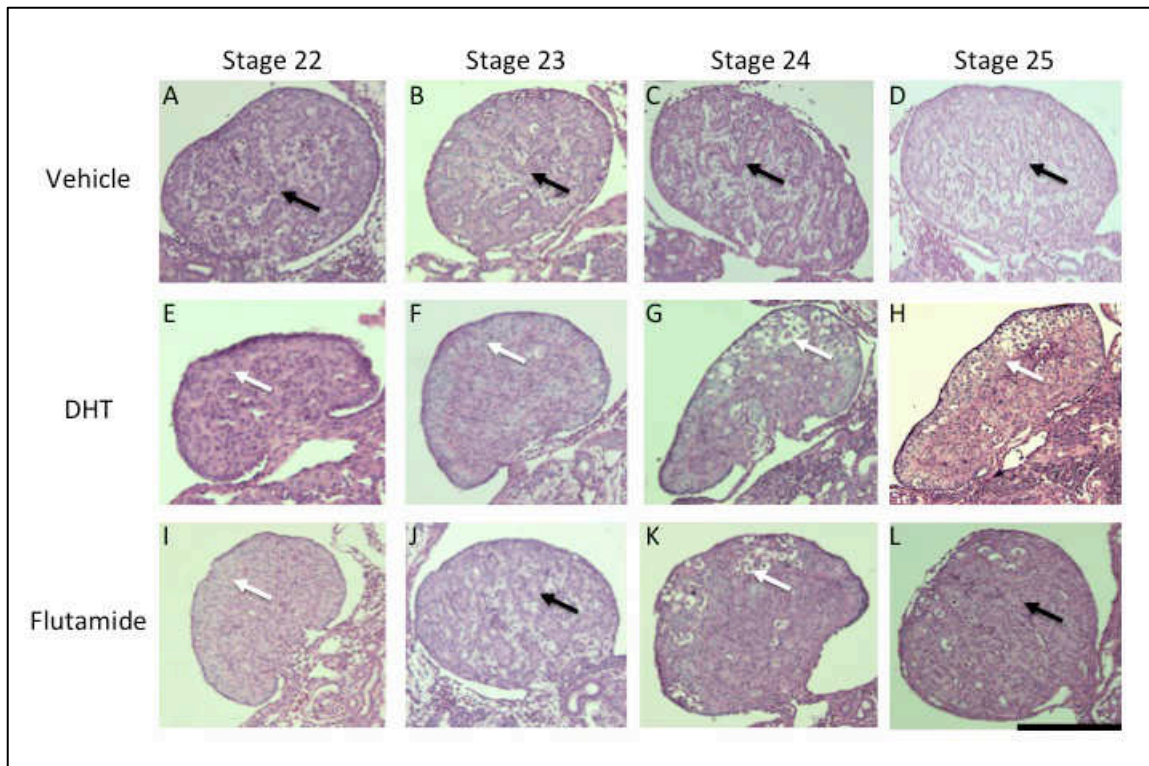 Stage 22 Stage 23 Stage 24 Stage 25
A B C D
Vehicle
E F G H
DHT
I J K L
Flutamide